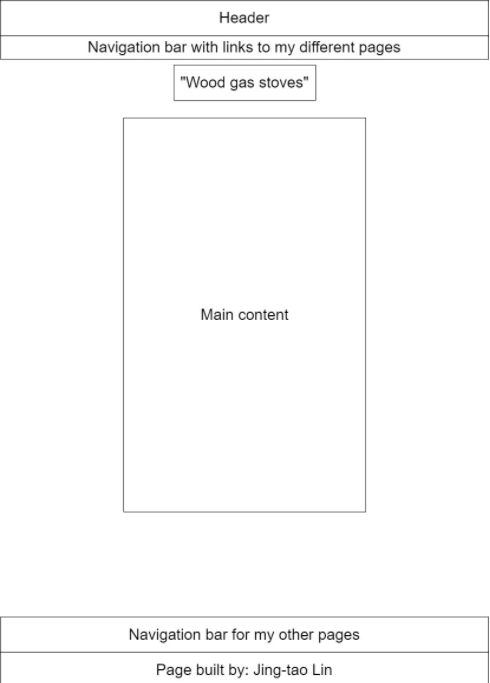 Header
Navigation bar with links to my different pages
"Wood gas stoves"
Main content
Navigation bar for my other pages
Page built by: Jing-tao Lin